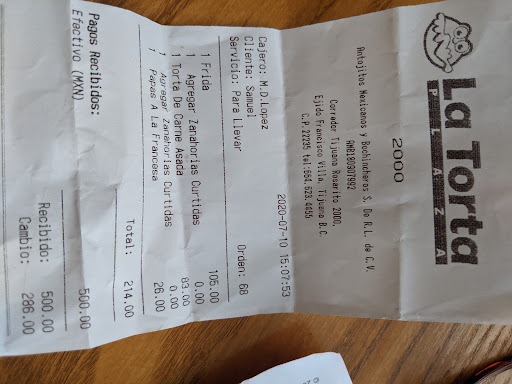 La Torta
PLAZA
2000
Antojitos Mexicanos y Bochileros S. De R.L. de C.V.
AMB190907992
Corredor Tijuana Rosarito 2000,
Ejido Francisco Villa, Tijuana B.C.
C.P. 22235 tel:664.623.4655
2020-07-10 15:07:53
Cajero: M.D.Lopez
Cliente: Samuel
Servicio: Para Llevar Orden: 68
1 Frida 105.00
1 Agregar Zanahorias Curtidas 0.00
1 Torta De Carne Asada 83.00
1 Agregar Zanahorias Curtidas 0.00
1 Papas A La Francesa 26.00
Total: 214.00
Pagos Recibidos:
Efectivo (MXN) 500.00
Recibido: 500.00
Cambio: 286.00